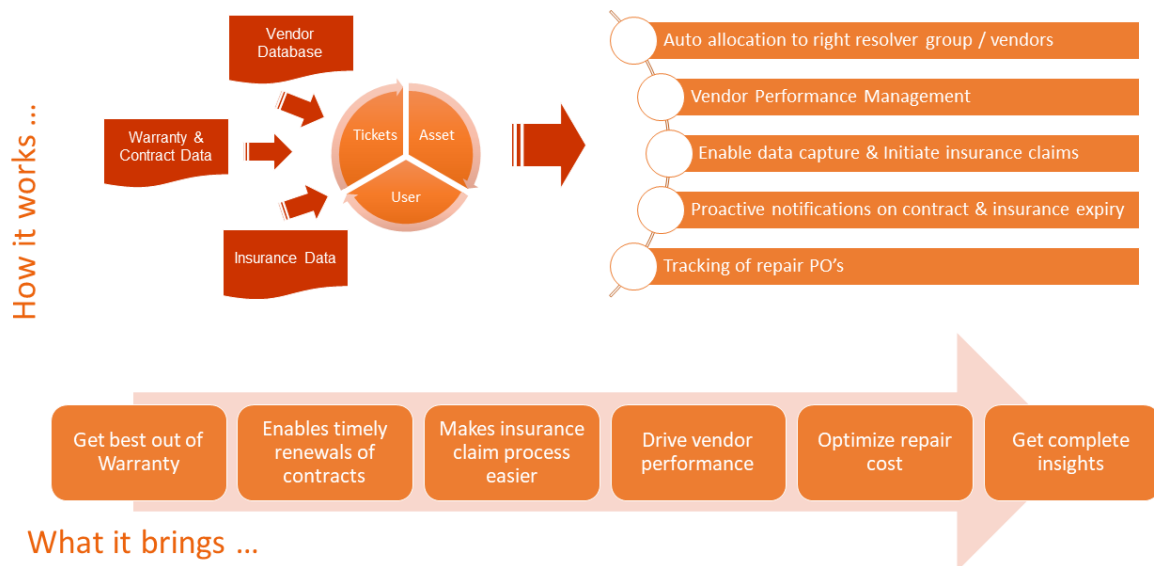 How it works ...
Vendor
Database
Warranty &
Contract Data
Insurance Data
Tickets
Asset
User
Auto allocation to right resolver group / vendors
Vendor Performance Management
Enable data capture & Initiate insurance claims
Proactive notifications on contract & insurance expiry
Tracking of repair PO's
Get best out of
Warranty
Enables timely
renewals of
contracts
Makes insurance
claim process
easier
Drive vendor
performance
Optimize repair
cost
Get complete
insights
What it brings ...